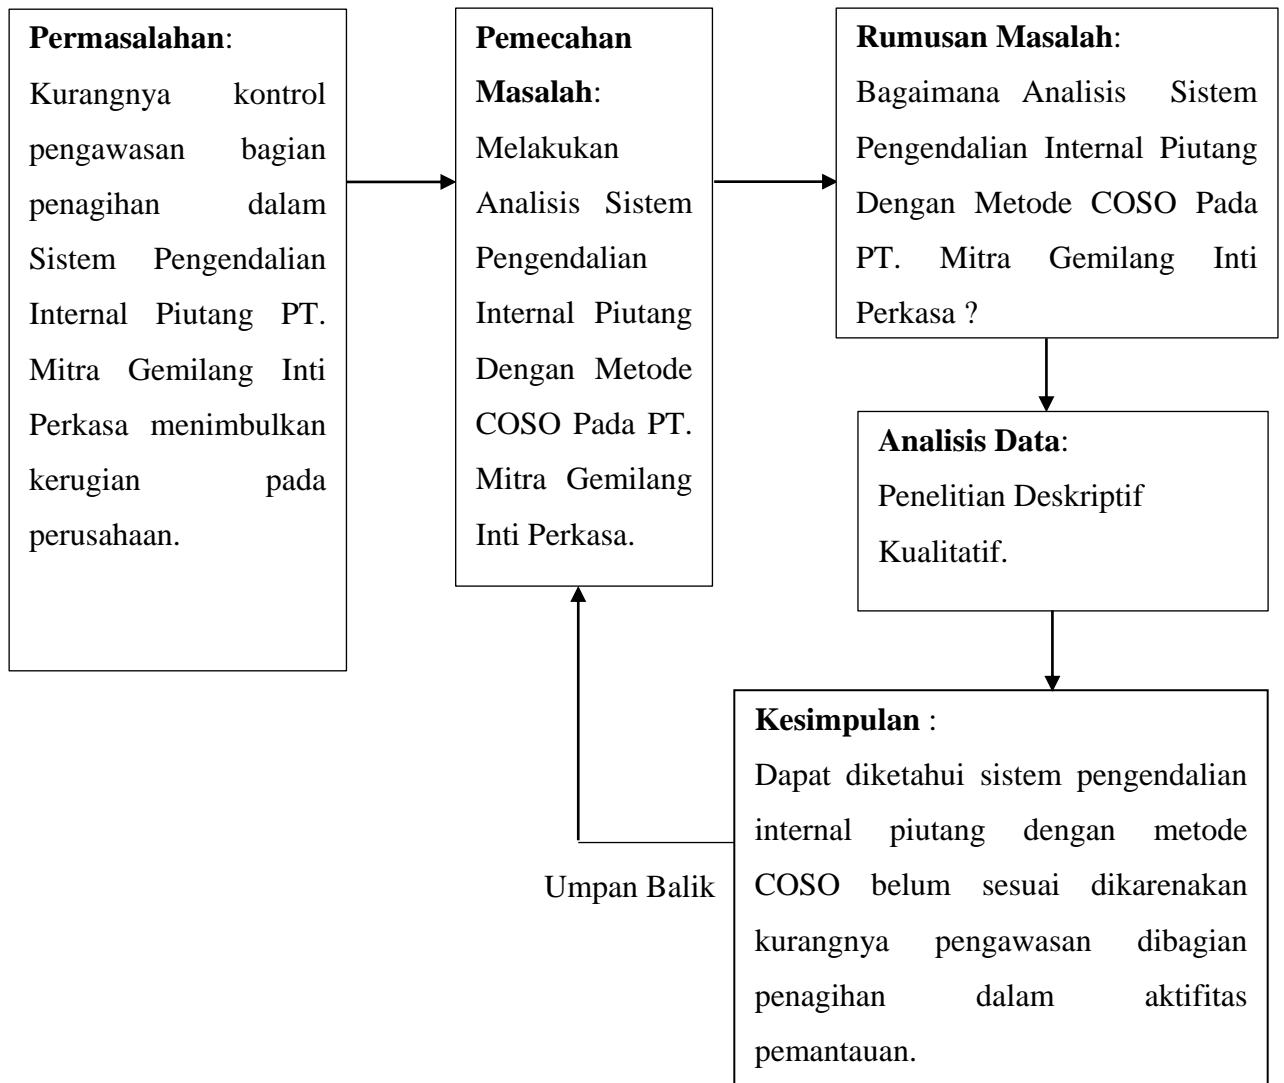 Permasalahan:
Kurangnya kontrol
pengawasan bagian
penagihan dalam
Sistem Pengendalian
Internal Piutang PT.
Mitra Gemilang Inti
Perkasa menimbulkan
kerugian pada
perusahaan.
Pemecahan
Masalah:
Melakukan
Analisis Sistem
Pengendalian
Internal Piutang
Dengan Metode
COSO Pada PT.
Mitra Gemilang
Inti Perkasa.
Rumusan Masalah:
Bagaimana Analisis Sistem
Pengendalian Internal Piutang
Dengan Metode COSO Pada
PT. Mitra Gemilang Inti
Perkasa ?
Analisis Data:
Penelitian Deskriptif
Kualitatif.
Kesimpulan :
Dapat diketahui sistem pengendalian
internal piutang dengan metode
COSO belum sesuai dikarenakan
kurangnya pengawasan dibagian
penagihan dalam aktifitas
pemantauan.
Umpan Balik